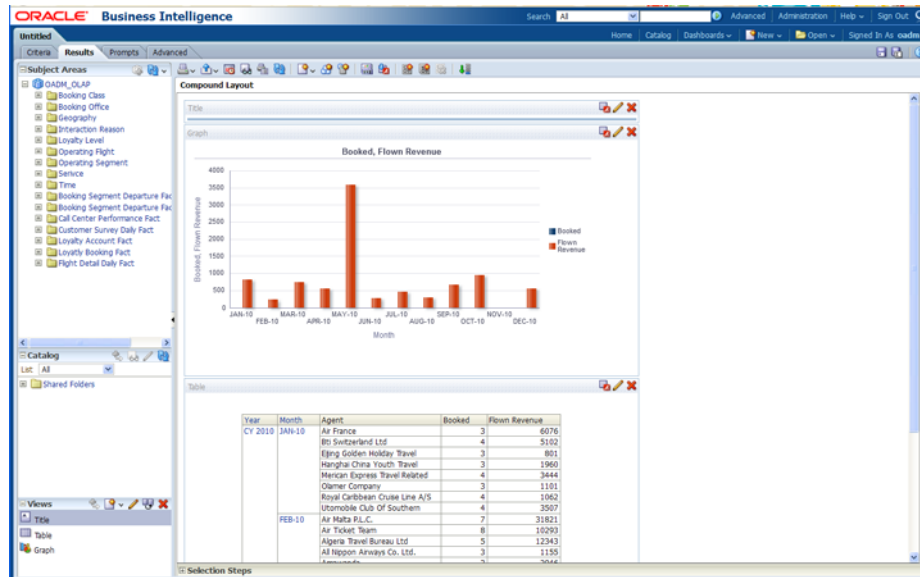 ORACLE Business Intelligence
Search All Advanced Administration Help Sign Out
Untitled
Home Catalog Dashboards New Open Signed In As oadm
Criteria Results Prompts Advanced
Subject Areas
OADM_OLAP
Booking Class
Booking Office
Geography
Interaction Reason
Loyalty Level
Operating Flight
Operating Segment
Serivce
Time
Booking Segment Departure Fac
Booking Segment Departure Fac
Call Center Performance Fact
Customer Survey Daily Fact
Loyalty Account Fact
Loyatly Booking Fact
Flight Detail Daily Fact
Catalog
List All
Shared Folders
Views
Title
Table
Graph
Compound Layout
Title
Graph
Booked, Flown Revenue
Booked, Flown Revenue
4000
3500
3000
2500
2000
1500
1000
500
0
JAN-10 FEB-10 MAR-10 APR-10 MAY-10 JUN-10 JUL-10 AUG-10 SEP-10 OCT-10 NOV-10 DEC-10
Month
Booked
Flown
Revenue
Table
Year Month Agent Booked Flown Revenue
CY 2010 JAN-10 Air France 3 6076
Bti Switzerland Ltd 4 5102
Ejing Golden Holiday Travel 3 801
Hanghai China Youth Travel 3 1960
Merican Express Travel Related 4 3444
Olamer Company 3 1101
Royal Caribbean Cruise Line A/S 4 1062
Utomobile Club Of Southern 4 3507
FEB-10 Air Malta P.L.C. 7 31821
Air Ticket Team 8 10293
Algeria Travel Bureau Ltd 5 12343
All Nippon Airways Co. Ltd. 3 1155
Selection Steps